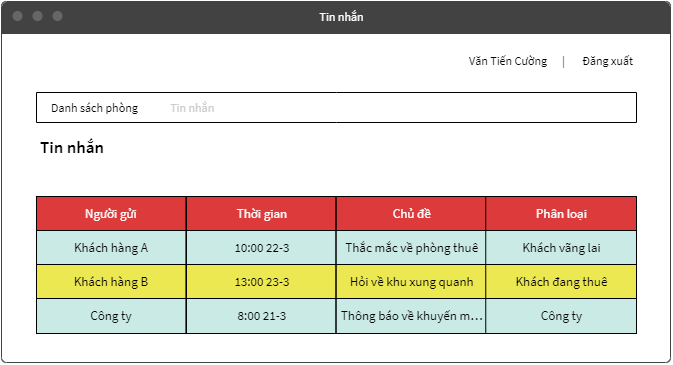 Tin nhắn
Văn Tiến Cường | Đăng xuất
Danh sách phòng Tin nhắn
Tin nhắn
Người gửi Thời gian Chủ đề Phân loại
Khách hàng A 10:00 22-3 Thắc mắc về phòng thuê Khách vãng lai
Khách hàng B 13:00 23-3 Hỏi về khu xung quanh Khách đang thuê
Công ty 8:00 21-3 Thông báo về khuyến m... Công ty